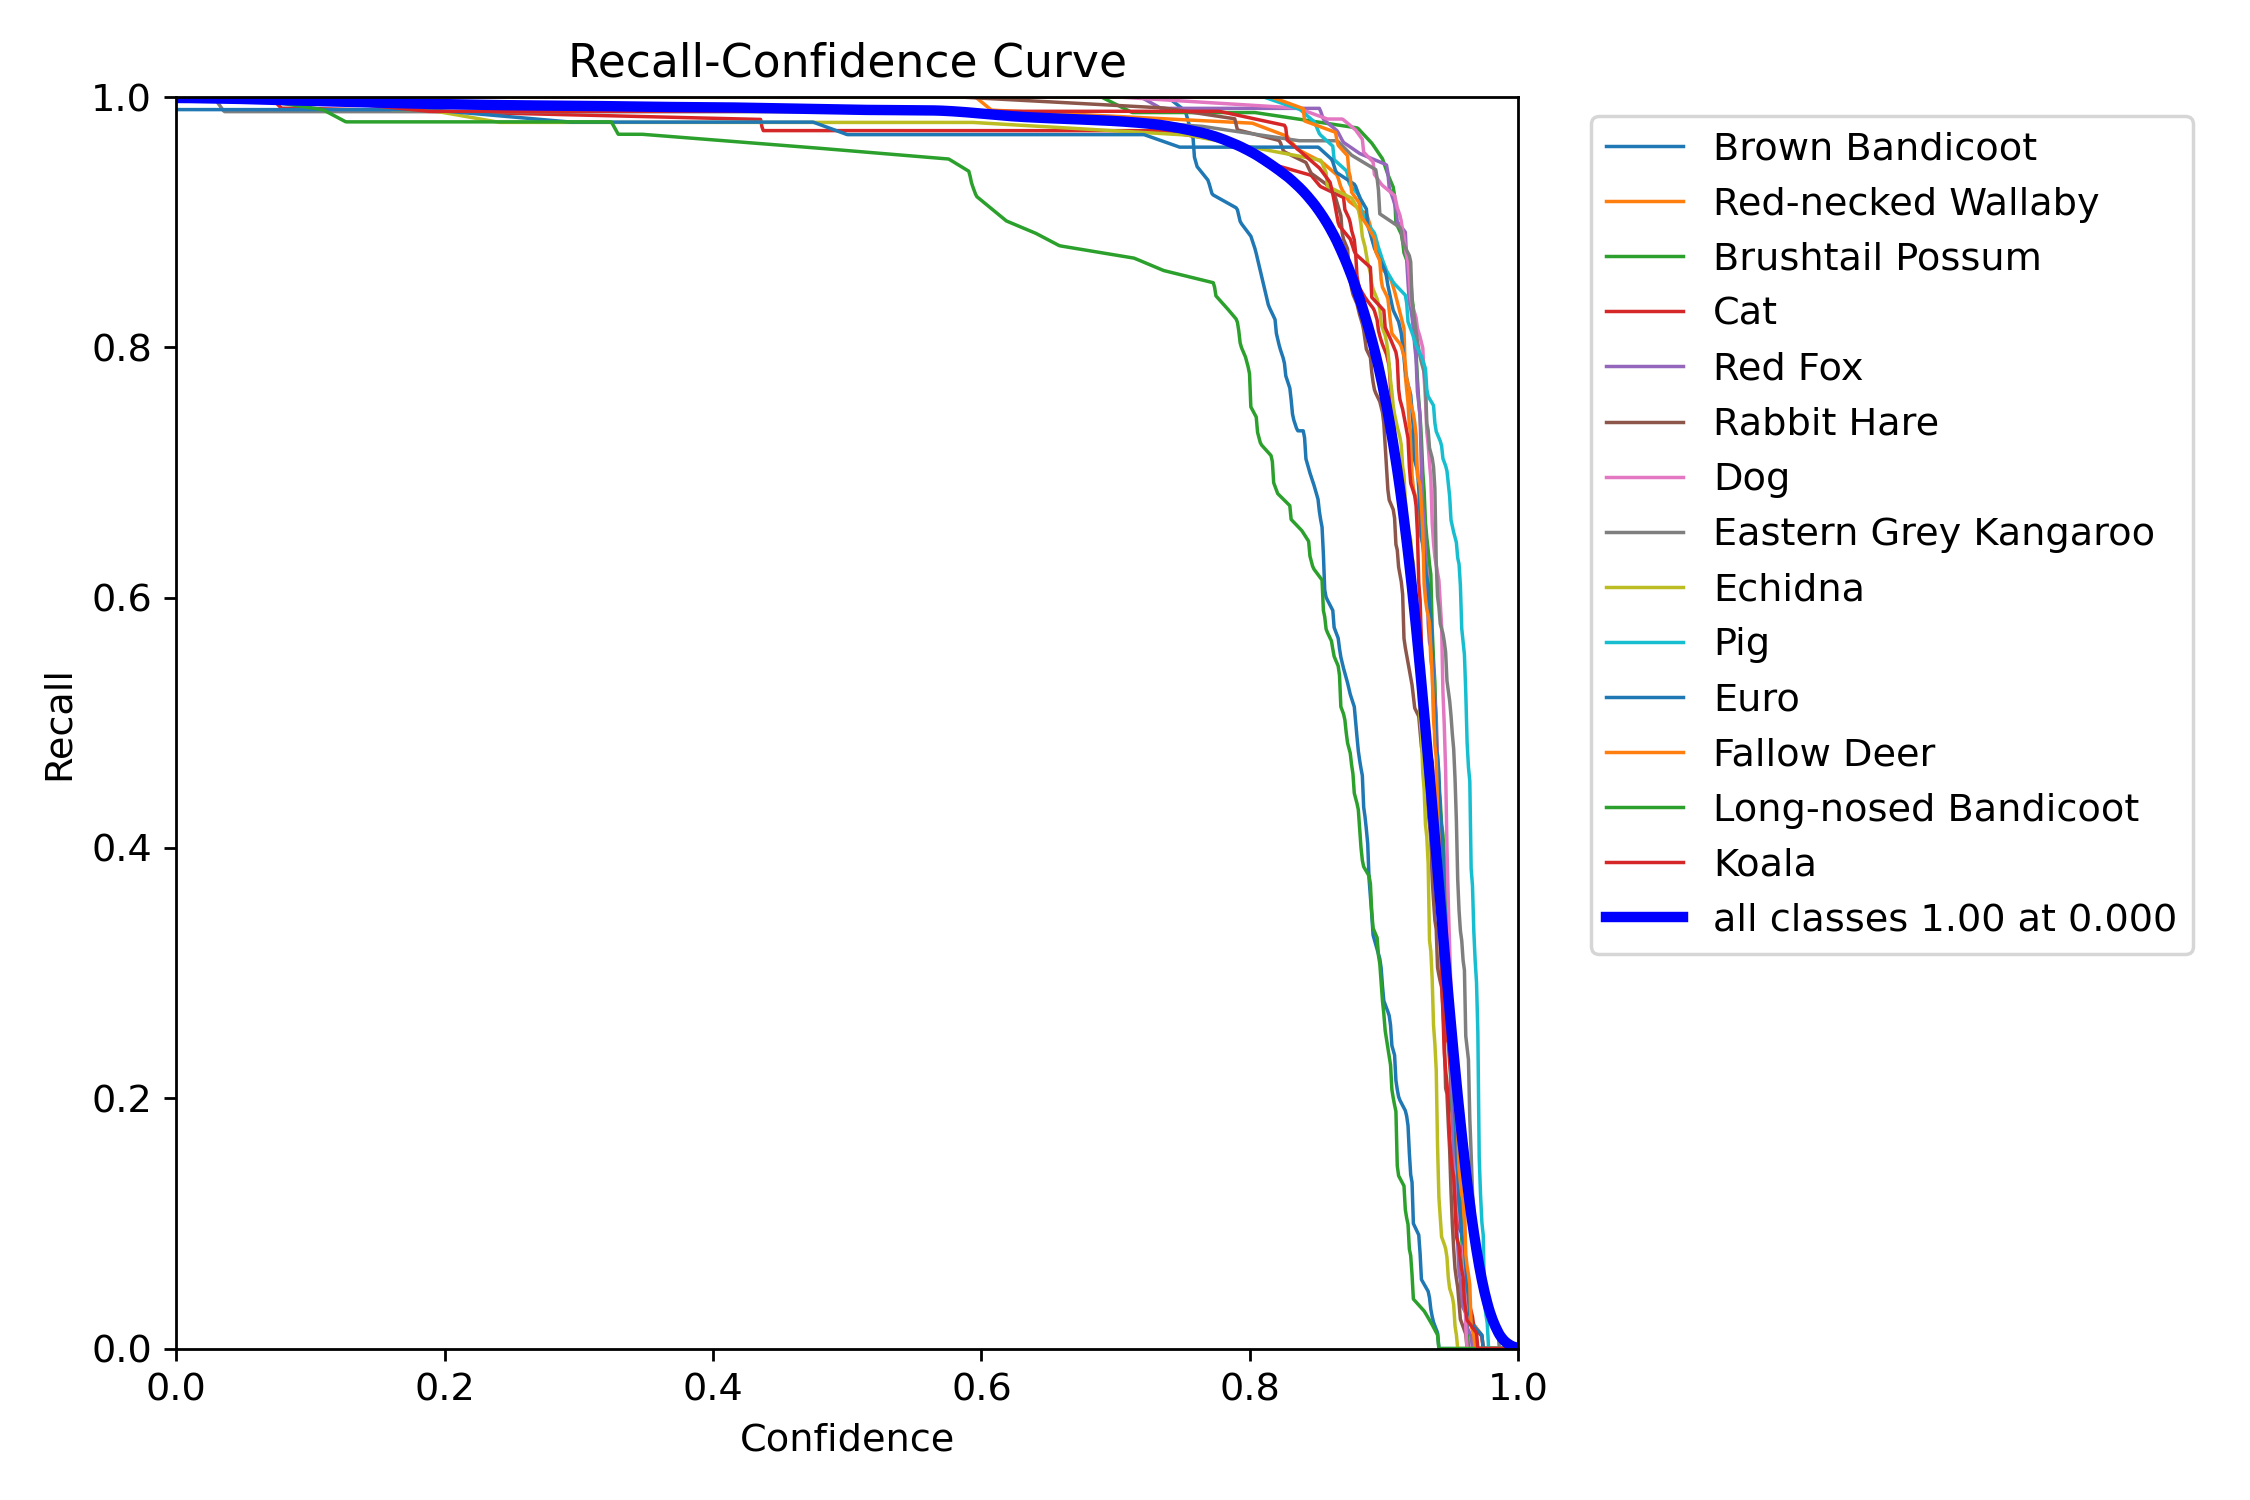 Recall-Confidence Curve
1.0
0.8
0.6
0.4
0.2
0.0
Recall
0.0 0.2 0.4 0.6 0.8 1.0
Confidence
Brown Bandicoot
Red-necked Wallaby
Brushtail Possum
Cat
Red Fox
Rabbit Hare
Dog
Eastern Grey Kangaroo
Echidna
Pig
Euro
Fallow Deer
Long-nosed Bandicoot
Koala
all classes 1.00 at 0.000